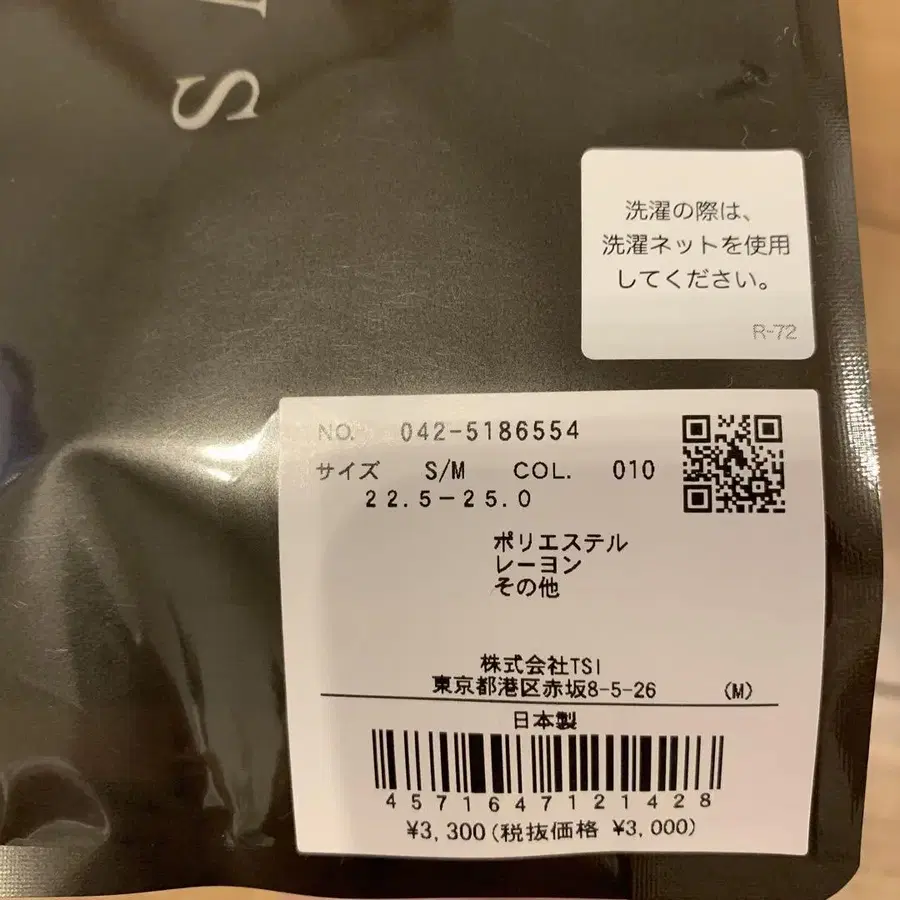 I S
洗濯の際は、
洗濯ネットを使用
してください。
R-72
NO. 042-5186554
サイズ S/M COL. 010
22.5-25.0
ポリエステル
レーヨン
その他
株式会社TSI
東京都港区赤坂8-5-26 (M)
日本製
4571647121428
¥3,300(税抜価格 ¥3,000)